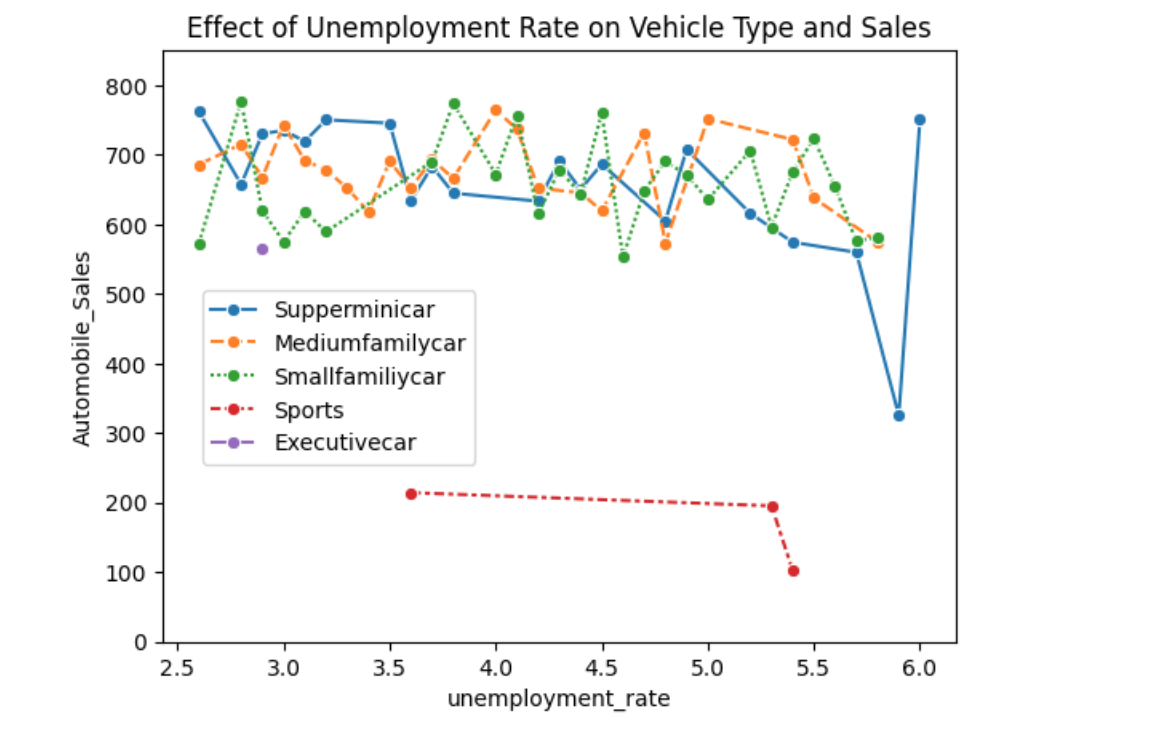 Effect of Unemployment Rate on Vehicle Type and Sales
800
700
600
500
400
300
200
100
0
Automobile_Sales
Supperminicar
Mediumfamilycar
Smallfamiliycar
Sports
Executivecar
2.5 3.0 3.5 4.0 4.5 5.0 5.5 6.0
unemployment_rate